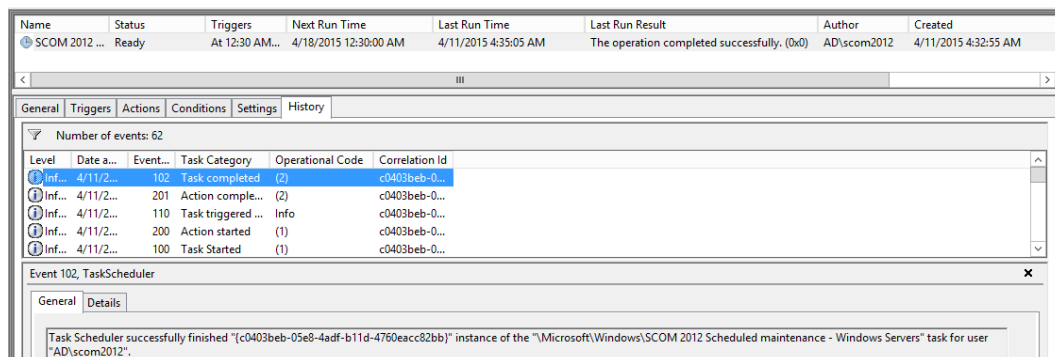 Name Status Triggers Next Run Time Last Run Time Last Run Result Author Created
SCOM 2012 ... Ready At 12:30 AM... 4/18/2015 12:30:00 AM 4/11/2015 4:35:05 AM The operation completed successfully. (0x0) AD\scom2012 4/11/2015 4:32:55 AM
General Triggers Actions Conditions Settings History
Number of events: 62
Level Date a... Event... Task Category Operational Code Correlation Id
Inf... 4/11/2... 102 Task completed (2) c0403beb-0...
Inf... 4/11/2... 201 Action comple... (2) c0403beb-0...
Inf... 4/11/2... 110 Task triggered ... Info c0403beb-0...
Inf... 4/11/2... 200 Action started (1) c0403beb-0...
Inf... 4/11/2... 100 Task Started (1) c0403beb-0...
Event 102, TaskScheduler
General Details
Task Scheduler successfully finished "{c0403beb-05e8-4adf-b11d-4760eacc82bb}" instance of the "\Microsoft\Windows\SCOM 2012 Scheduled maintenance - Windows Servers" task for user
"AD\scom2012".